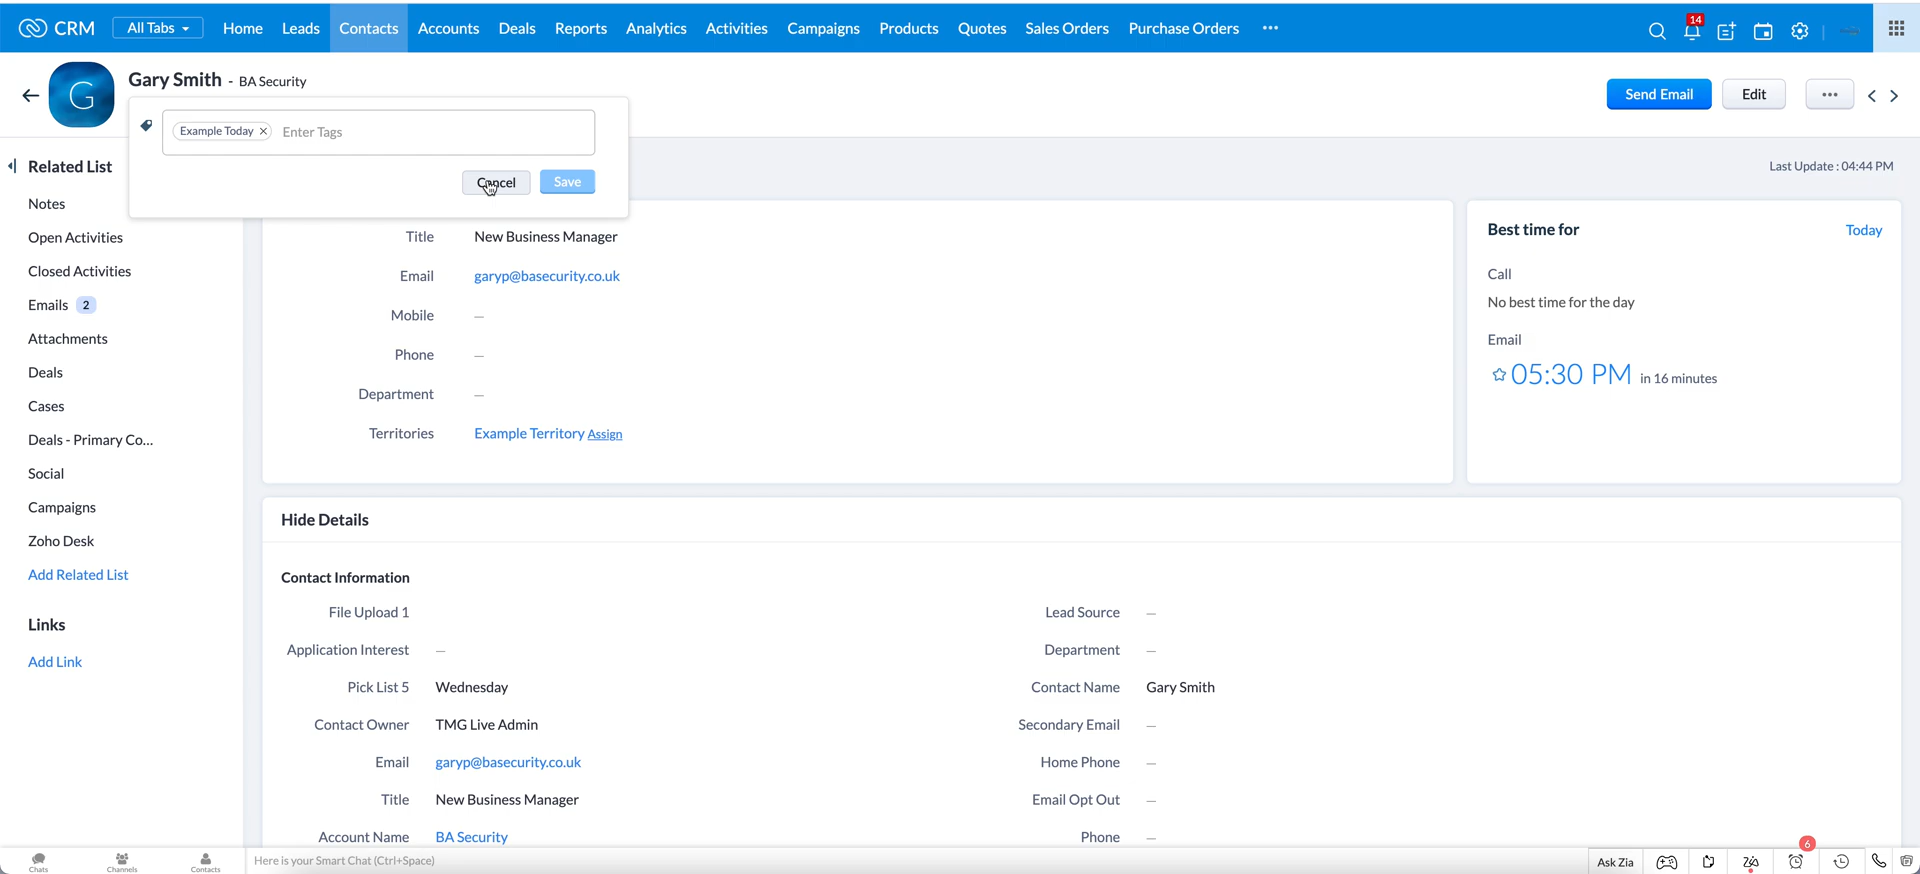 CRM All Tabs Home Leads Contacts Accounts Deals Reports Analytics Activities Campaigns Products Quotes Sales Orders Purchase Orders ··· 14
G
Gary Smith - BA Security
Send Email Edit ···
Example Today × Enter Tags
Cancel Save
Related List
Last Update : 04:44 PM
Notes
Open Activities
Closed Activities
Emails 2
Attachments
Deals
Cases
Deals - Primary Co...
Social
Campaigns
Zoho Desk
Add Related List
Links
Add Link
Title New Business Manager
Email garyp@basecurity.co.uk
Mobile —
Phone —
Department —
Territories Example Territory Assign
Best time for Today
Call
No best time for the day
Email
05:30 PM in 16 minutes
Hide Details
Contact Information
File Upload 1
Lead Source —
Application Interest —
Department —
Pick List 5 Wednesday
Contact Name Gary Smith
Contact Owner TMG Live Admin
Secondary Email —
Email garyp@basecurity.co.uk
Home Phone —
Title New Business Manager
Email Opt Out —
Account Name BA Security
Phone —
Chats Channels Contacts
Here is your Smart Chat (Ctrl+Space)
Ask Zia
6